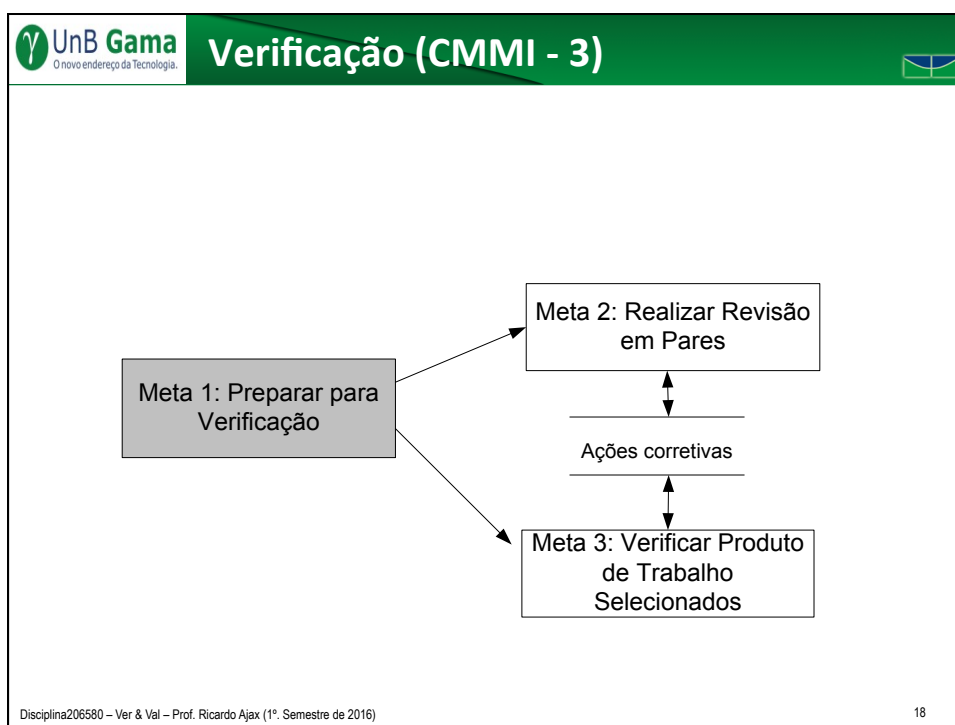 UnB Gama
O novo endereço da Tecnologia.
Verificação (CMMI - 3)
Meta 1: Preparar para
Verificação
Meta 2: Realizar Revisão
em Pares
Ações corretivas
Meta 3: Verificar Produto
de Trabalho
Selecionados
Disciplina206580 – Ver & Val – Prof. Ricardo Ajax (1º. Semestre de 2016)
18